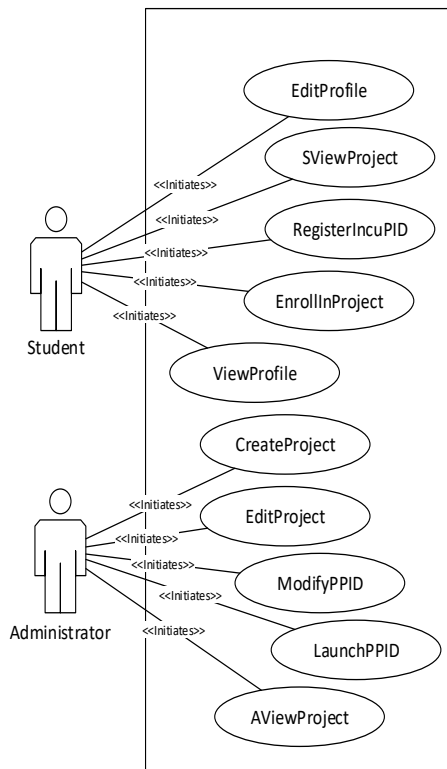 EditProfile
<<Initiates>>
SViewProject
<<Initiates>>
RegisterIncuPID
<<Initiates>>
EnrollInProject
<<Initiates>>
Student
<<Initiates>>
ViewProfile
CreateProject
<<Initiates>>
EditProject
<<Initiates>>
ModifyPPID
<<Initiates>>
<<Initiates>>
LaunchPPID
Administrator
<<Initiates>>
AViewProject